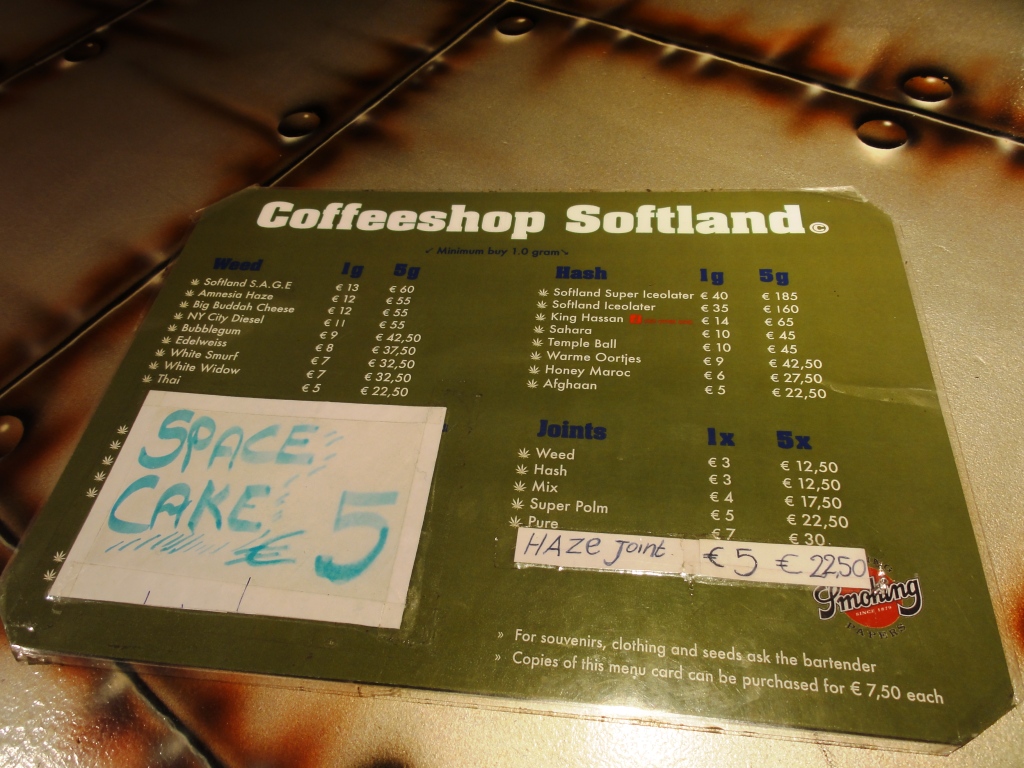 Coffeeshop Softland ©
Minimum buy 1.0 gram
Weed 1g 5g
Softland S.A.G.E € 13 € 60
Amnesia Haze € 12 € 55
Big Buddah Cheese € 12 € 55
NY City Diesel € 11 € 55
Bubblegum € 9 € 42,50
Edelweiss € 8 € 37,50
White Smurf € 7 € 32,50
White Widow € 7 € 32,50
Thai € 5 € 22,50
SPACE
CAKE
€ 5
Hash 1g 5g
Softland Super Iceolater € 40 € 185
Softland Iceolater € 35 € 160
King Hassan € 14 € 65
Sahara € 10 € 45
Temple Ball € 10 € 45
Warme Oortjes € 9 € 42,50
Honey Maroc € 6 € 27,50
Afghaan € 5 € 22,50
Joints 1x 5x
Weed € 3 € 12,50
Hash € 3 € 12,50
Mix € 4 € 17,50
Super Polm € 5 € 22,50
Pure € 7 € 30
HAZE Joint € 5 € 22,50
Smoking
SINCE 1879
PAPERS
» For souvenirs, clothing and seeds ask the bartender
» Copies of this menu card can be purchased for € 7,50 each